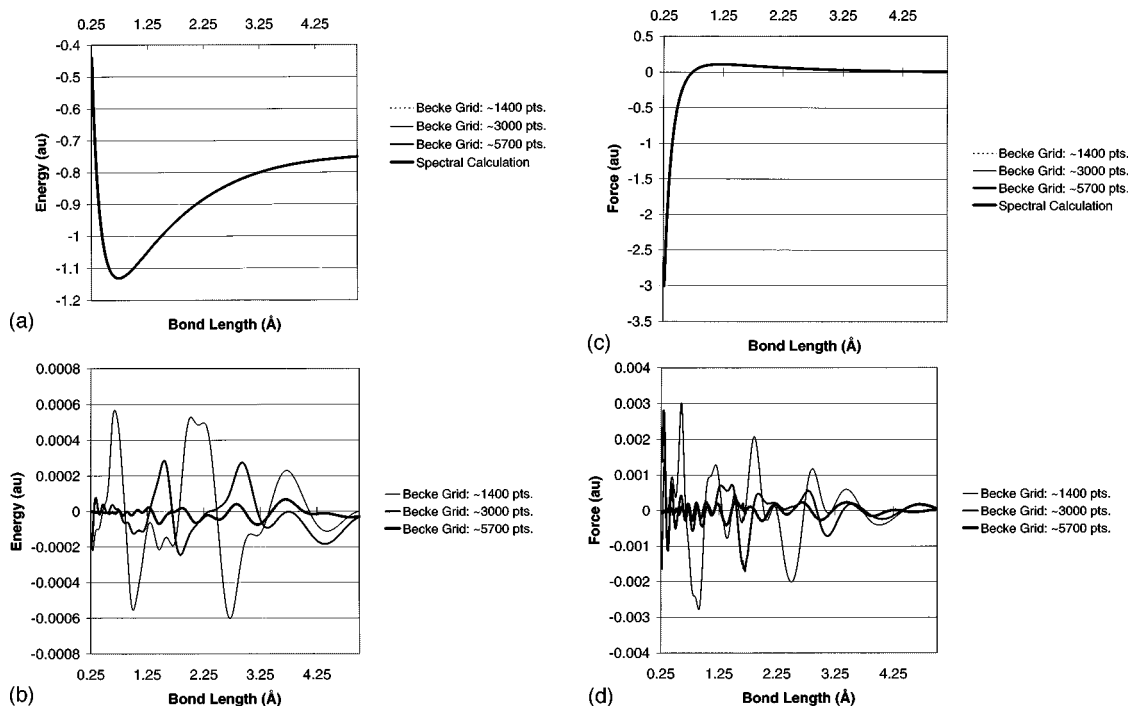 0.25 1.25 2.25 3.25 4.25
-0.4
-0.5
-0.6
-0.7
-0.8
-0.9
-1
-1.1
-1.2
Energy (au)
Bond Length (Å)
Becke Grid: ~1400 pts.
Becke Grid: ~3000 pts.
Becke Grid: ~5700 pts.
Spectral Calculation
(a)
0.25 1.25 2.25 3.25 4.25
0.5
0
-0.5
-1
-1.5
-2
-2.5
-3
-3.5
Force (au)
Bond Length (Å)
Becke Grid: ~1400 pts.
Becke Grid: ~3000 pts.
Becke Grid: ~5700 pts.
Spectral Calculation
(c)
0.0008
0.0006
0.0004
0.0002
0
-0.0002
-0.0004
-0.0006
-0.0008
Energy (au)
0.25 1.25 2.25 3.25 4.25
Bond Length (Å)
Becke Grid: ~1400 pts.
Becke Grid: ~3000 pts.
Becke Grid: ~5700 pts.
(b)
0.004
0.003
0.002
0.001
0
-0.001
-0.002
-0.003
-0.004
Force (au)
0.25 1.25 2.25 3.25 4.25
Bond Length (Å)
Becke Grid: ~1400 pts.
Becke Grid: ~3000 pts.
Becke Grid: ~5700 pts.
(d)